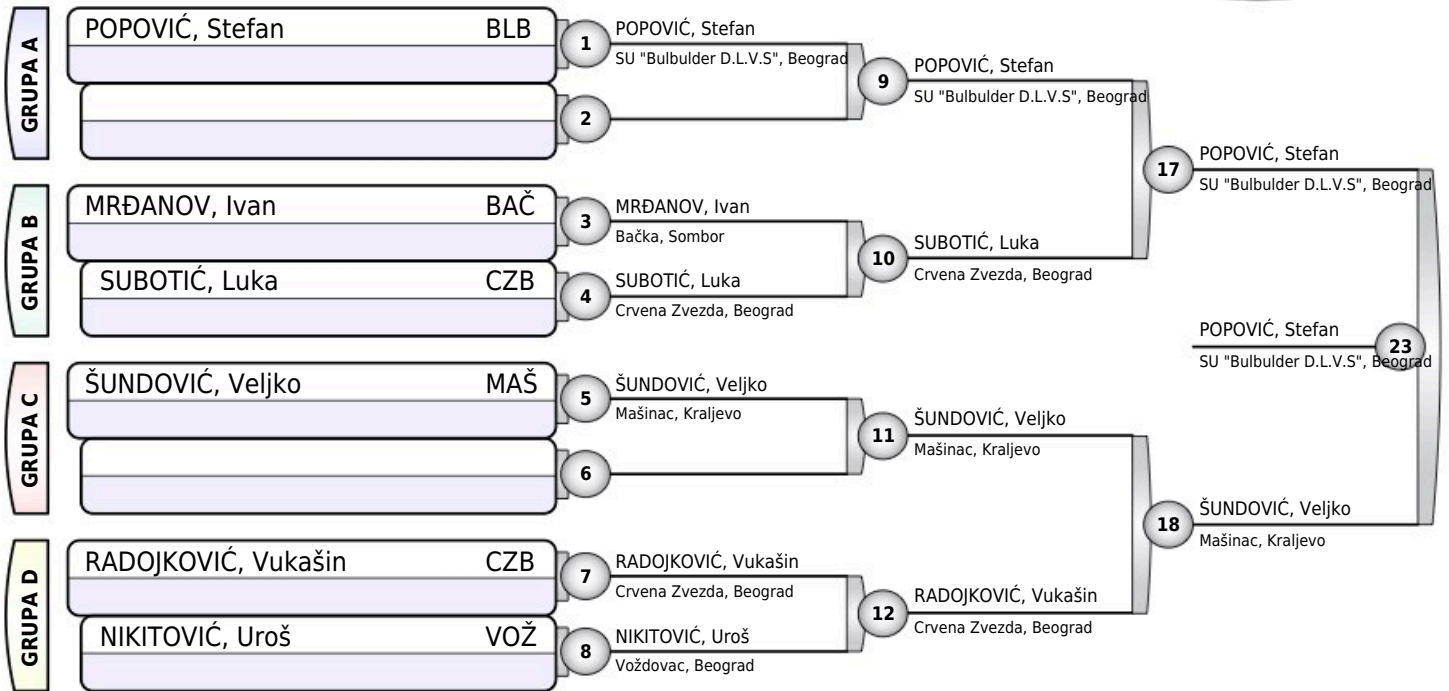 GRUPA A
POPOVIĆ, Stefan BLB
1
2
POPOVIĆ, Stefan
SU "Bulbulder D.L.V.S", Beograd
9
POPOVIĆ, Stefan
SU "Bulbulder D.L.V.S", Beograd
17
POPOVIĆ, Stefan
SU "Bulbulder D.L.V.S", Beograd
GRUPA B
MRĐANOV, Ivan BAČ
SUBOTIĆ, Luka CZB
3
MRĐANOV, Ivan
Bačka, Sombor
4
SUBOTIĆ, Luka
Crvena Zvezda, Beograd
10
SUBOTIĆ, Luka
Crvena Zvezda, Beograd
POPOVIĆ, Stefan
SU "Bulbulder D.L.V.S", Beograd
23
GRUPA C
ŠUNDOVIĆ, Veljko MAŠ
5
ŠUNDOVIĆ, Veljko
Mašinac, Kraljevo
6
11
ŠUNDOVIĆ, Veljko
Mašinac, Kraljevo
18
ŠUNDOVIĆ, Veljko
Mašinac, Kraljevo
GRUPA D
RADOJKOVIĆ, Vukašin CZB
NIKITOVIĆ, Uroš VOŽ
7
RADOJKOVIĆ, Vukašin
Crvena Zvezda, Beograd
8
NIKITOVIĆ, Uroš
Voždovac, Beograd
12
RADOJKOVIĆ, Vukašin
Crvena Zvezda, Beograd